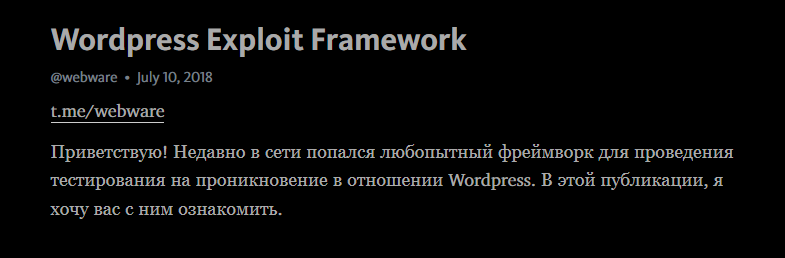 Wordpress Exploit Framework
@webware • July 10, 2018
t.me/webware
Приветствую! Недавно в сети попался любопытный фреймворк для проведения
тестирования на проникновение в отношении Wordpress. В этой публикации, я
хочу вас с ним ознакомить.